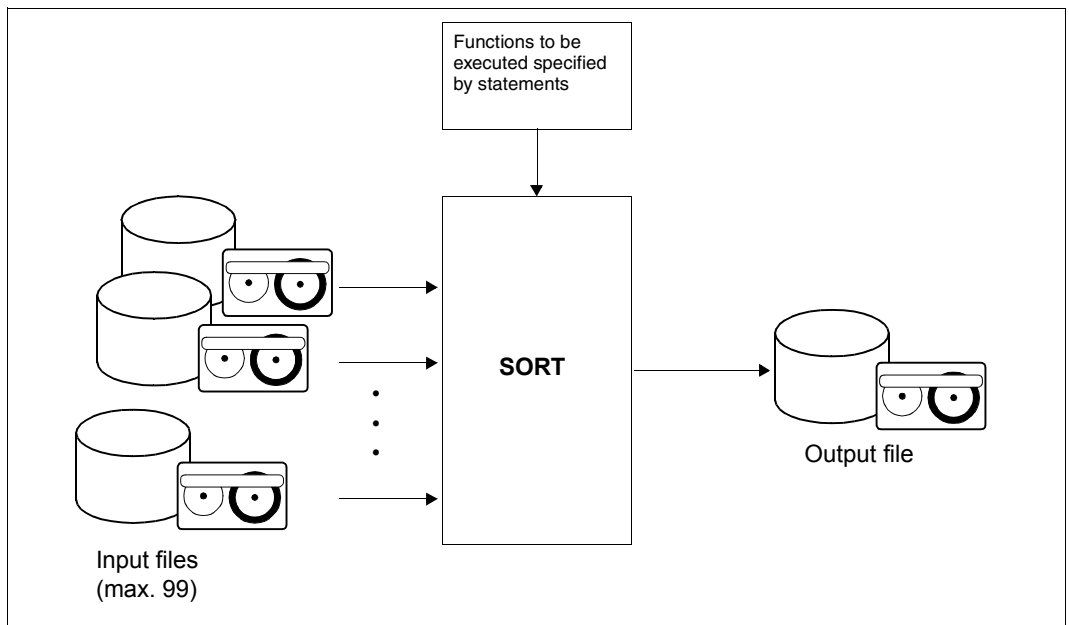 Functions to be
executed specified
by statements
SORT
Output file
Input files
(max. 99)